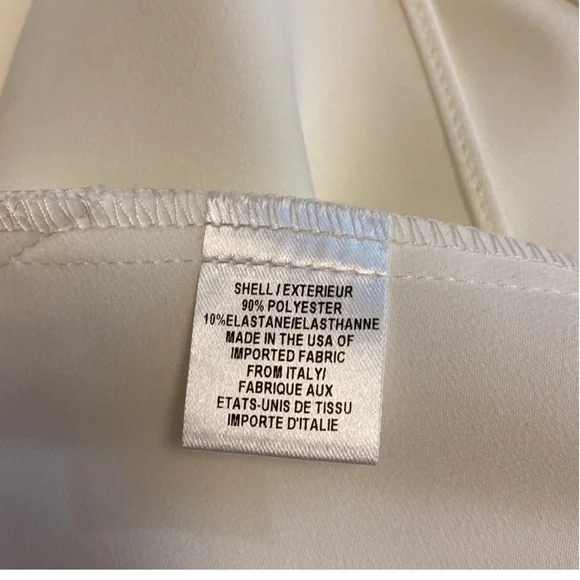 SHELL/EXTERIEUR
90% POLYESTER
10%ELASTANE/ELASTHANNE
MADE IN THE USA OF
IMPORTED FABRIC
FROM ITALY/
FABRIQUE AUX
ETATS-UNIS DE TISSU
IMPORTE D'ITALIE